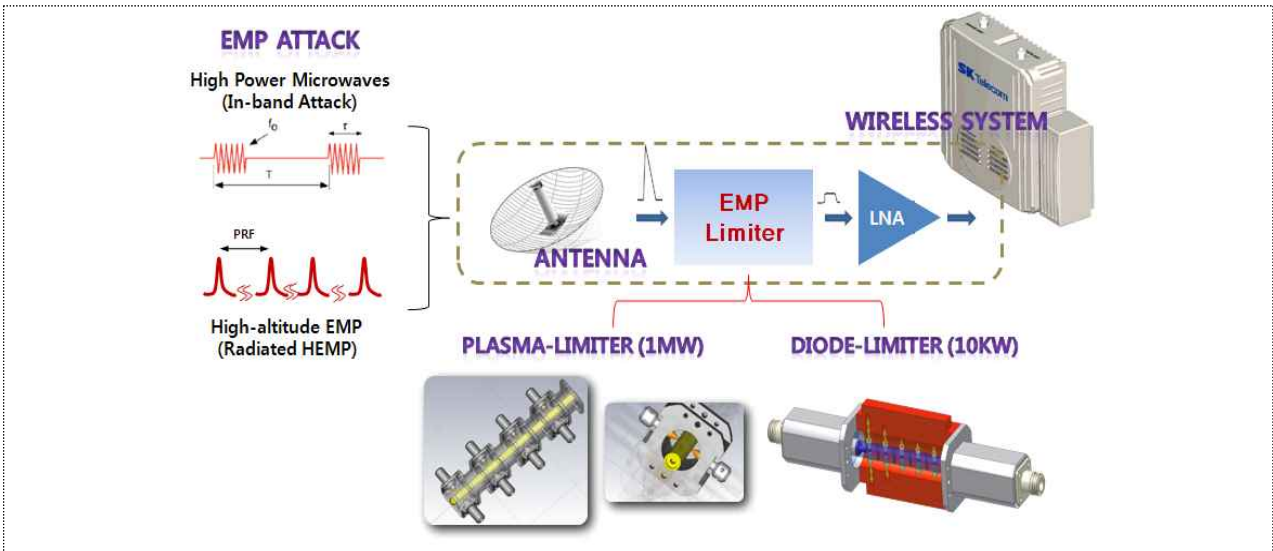 EMP ATTACK
High Power Microwaves
(In-band Attack)
f₀
τ
T
PRF
High-altitude EMP
(Radiated HEMP)
SK Telecom
WIRELESS SYSTEM
EMP
Limiter
LNA
ANTENNA
PLASMA-LIMITER (1MW)
DIODE-LIMITER (10KW)